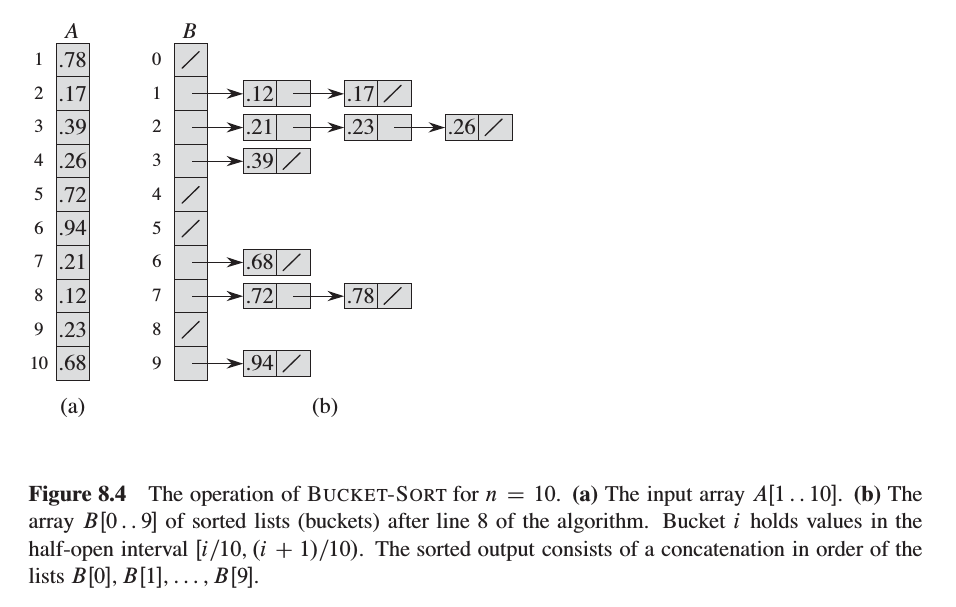 A B
1 .78 0
2 .17 1 .12 .17
3 .39 2 .21 .23 .26
4 .26 3 .39
5 .72 4
6 .94 5
7 .21 6 .68
8 .12 7 .72 .78
9 .23 8
10 .68 9 .94
(a) (b)
Figure 8.4 The operation of BUCKET-SORT for n = 10. (a) The input array A[1 . . 10]. (b) The
array B[0 . . 9] of sorted lists (buckets) after line 8 of the algorithm. Bucket i holds values in the
half-open interval [i/10, (i + 1)/10). The sorted output consists of a concatenation in order of the
lists B[0], B[1], . . . , B[9].